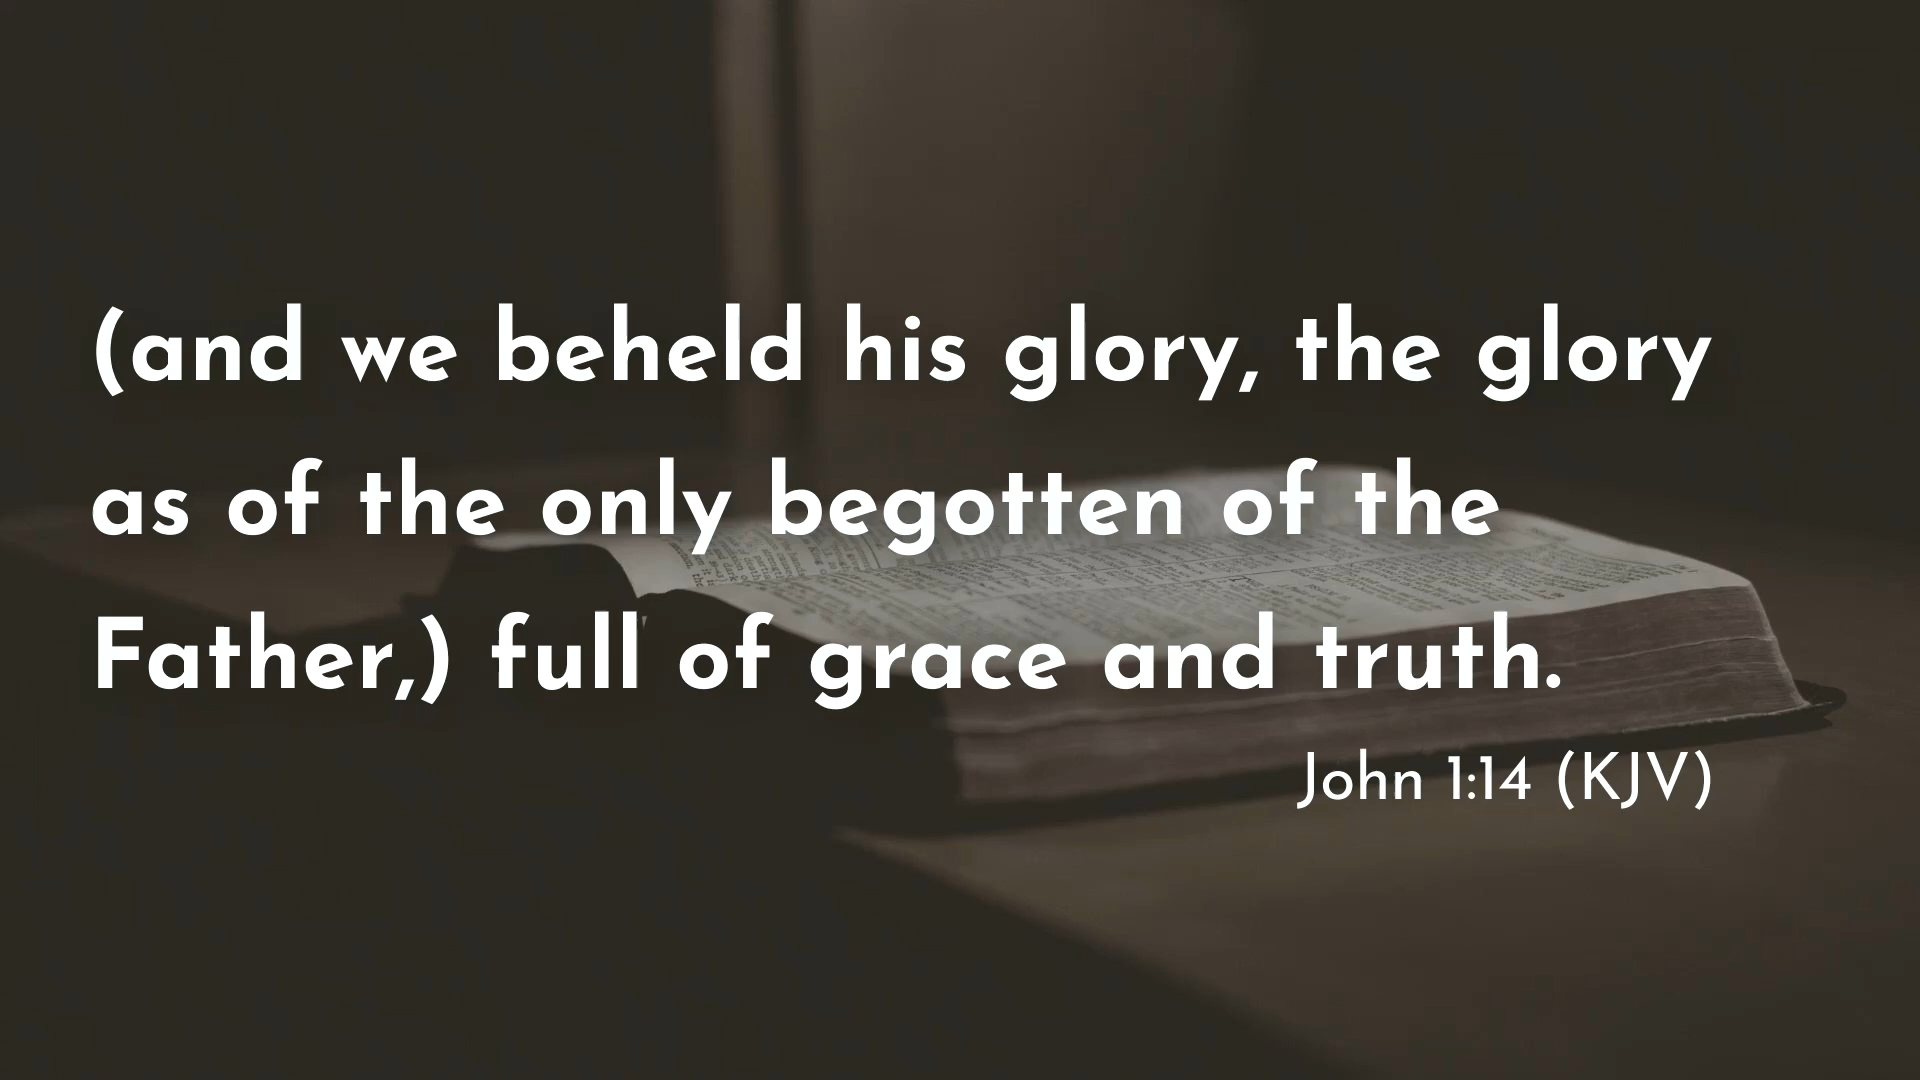 (and we beheld his glory, the glory
as of the only begotten of the
Father,) full of grace and truth.
John 1:14 (KJV)